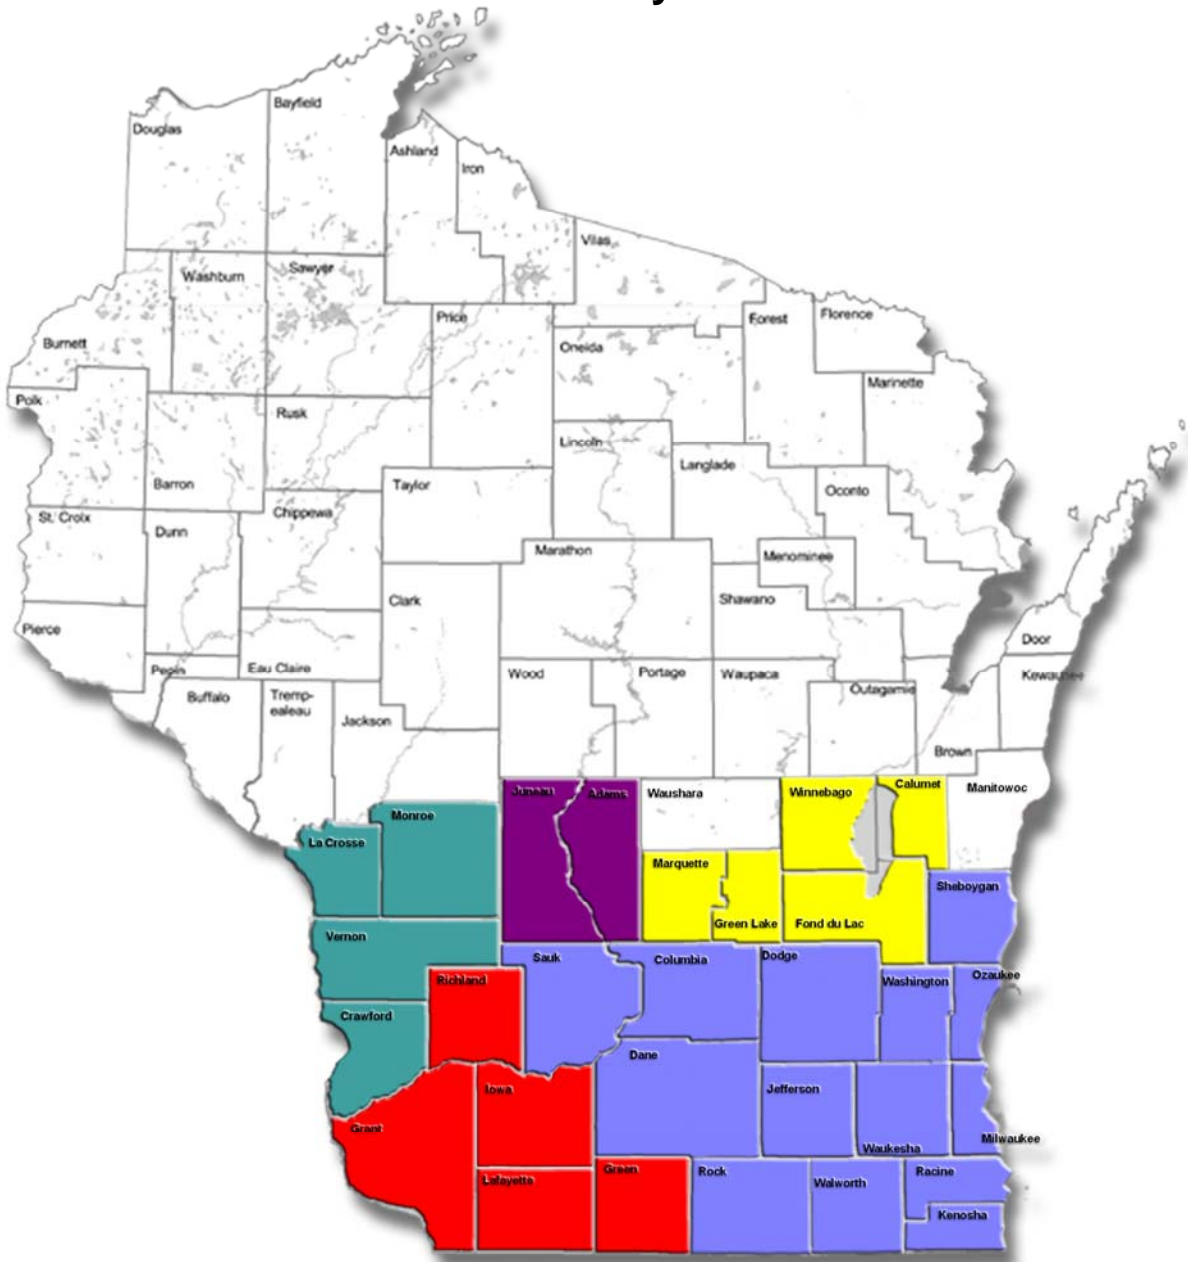 Bayfield
Douglas
Ashland
Iron
Vilas
Washburn
Sawyer
Price
Florence
Forest
Burnett
Oneida
Marinette
Polk
Rusk
Lincoln
Langlade
Barron
Taylor
Oconto
Chippewa
St. Croix
Dunn
Marathon
Menominee
Clark
Shawano
Pierce
Door
Pepin
Eau Claire
Wood
Portage
Waupaca
Kewaunee
Buffalo
Tremp-
ealeau
Outagamie
Jackson
Brown
Juneau
Adams
Waushara
Winnebago
Calumet
Manitowoc
Monroe
La Crosse
Marquette
Sheboygan
Green Lake
Fond du Lac
Vernon
Sauk
Columbia
Dodge
Richland
Washington
Ozaukee
Crawford
Dane
Iowa
Jefferson
Grant
Milwaukee
Waukesha
Green
Rock
Racine
Lafayette
Walworth
Kenosha